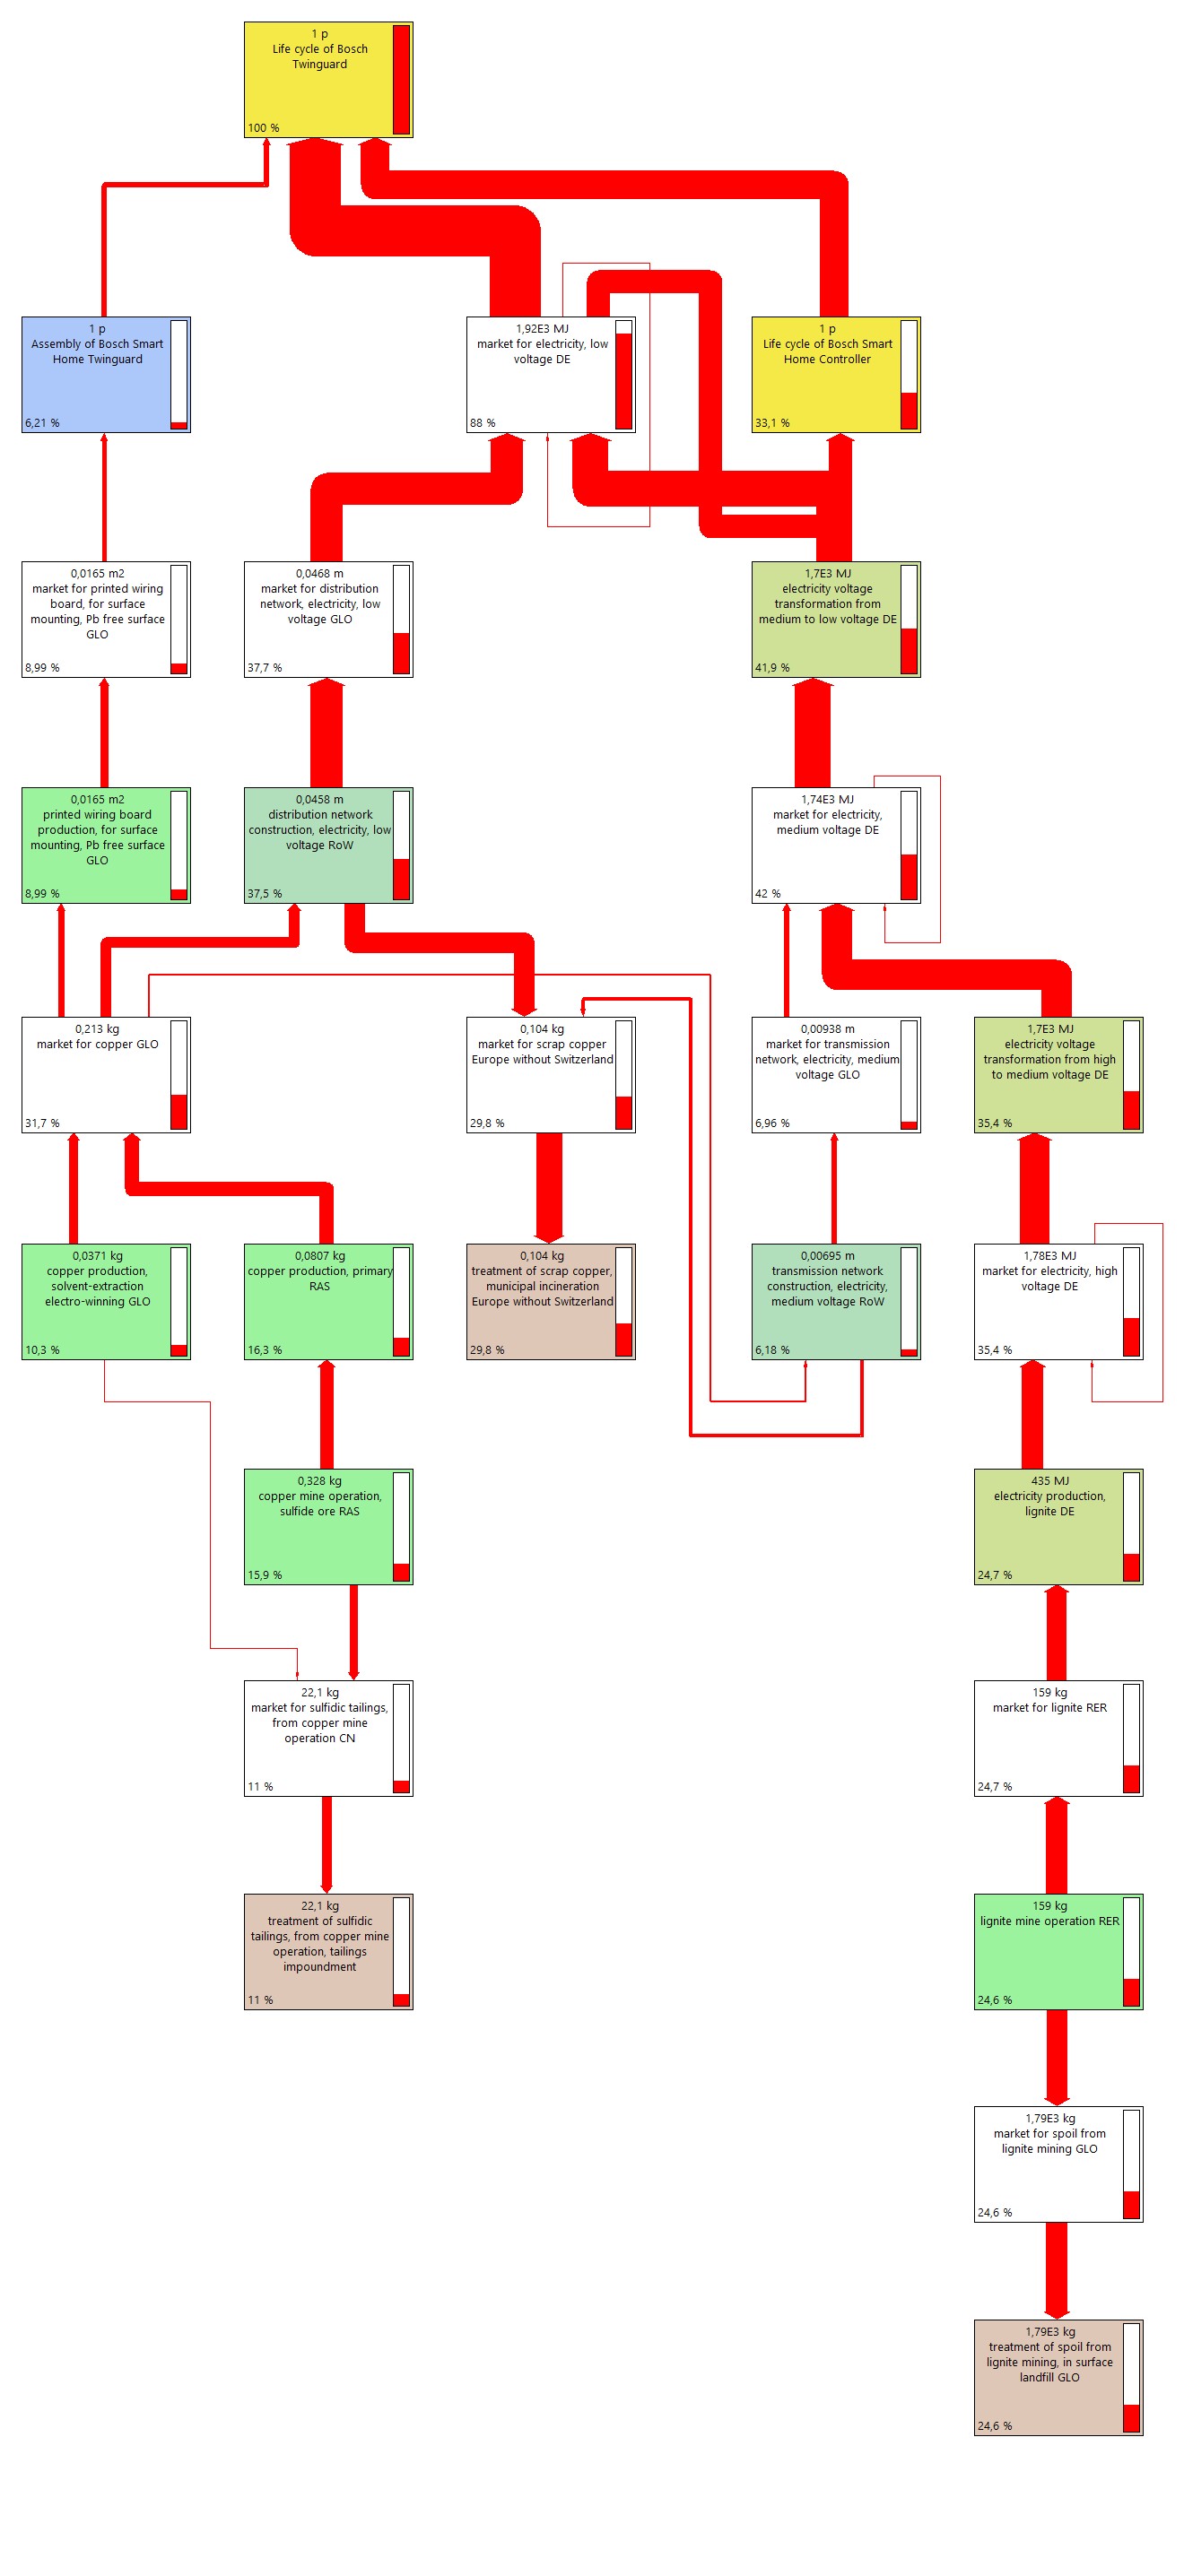 1 p
Life cycle of Bosch
Twinguard
100 %
1 p
Assembly of Bosch Smart
Home Twinguard
6,21 %
1,92E3 MJ
market for electricity, low
voltage DE
88 %
1 p
Life cycle of Bosch Smart
Home Controller
33,1 %
0,0165 m2
market for printed wiring
board, for surface
mounting, Pb free surface
GLO
8,99 %
0,0468 m
market for distribution
network, electricity, low
voltage GLO
37,7 %
1,7E3 MJ
electricity voltage
transformation from
medium to low voltage DE
41,9 %
0,0165 m2
printed wiring board
production, for surface
mounting, Pb free surface
GLO
8,99 %
0,0458 m
distribution network
construction, electricity, low
voltage RoW
37,5 %
1,74E3 MJ
market for electricity,
medium voltage DE
42 %
0,213 kg
market for copper GLO
31,7 %
0,104 kg
market for scrap copper
Europe without Switzerland
29,8 %
0,00938 m
market for transmission
network, electricity, medium
voltage GLO
6,96 %
1,7E3 MJ
electricity voltage
transformation from high
to medium voltage DE
35,4 %
0,0371 kg
copper production,
solvent-extraction
electro-winning GLO
10,3 %
0,0807 kg
copper production, primary
RAS
16,3 %
0,104 kg
treatment of scrap copper,
municipal incineration
Europe without Switzerland
29,8 %
0,00695 m
transmission network
construction, electricity,
medium voltage RoW
6,18 %
1,78E3 MJ
market for electricity, high
voltage DE
35,4 %
0,328 kg
copper mine operation,
sulfide ore RAS
15,9 %
435 MJ
electricity production,
lignite DE
24,7 %
22,1 kg
market for sulfidic tailings,
from copper mine
operation CN
11 %
159 kg
market for lignite RER
24,7 %
22,1 kg
treatment of sulfidic
tailings, from copper mine
operation, tailings
impoundment
11 %
159 kg
lignite mine operation RER
24,6 %
1,79E3 kg
market for spoil from
lignite mining GLO
24,6 %
1,79E3 kg
treatment of spoil from
lignite mining, in surface
landfill GLO
24,6 %